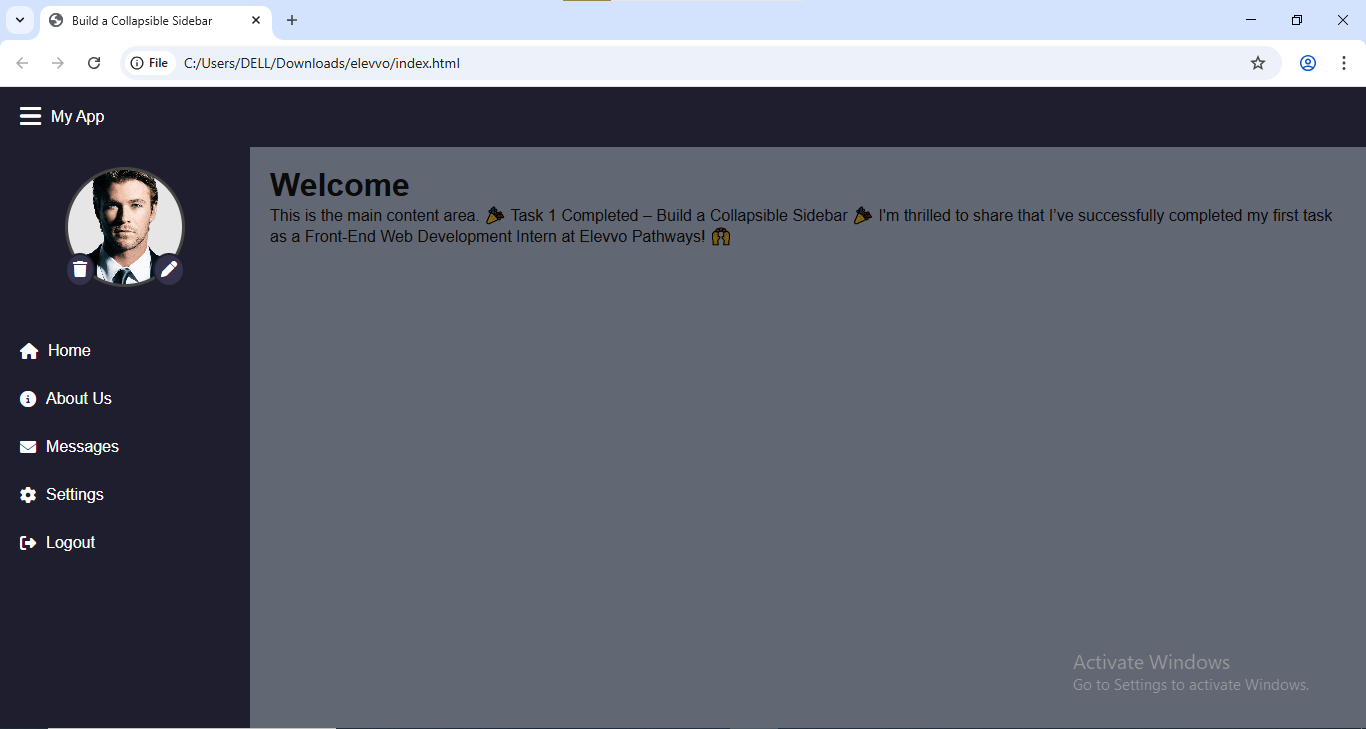 Build a Collapsible Sidebar
File C:/Users/DELL/Downloads/elevvo/index.html
My App
Welcome
This is the main content area. 🎉 Task 1 Completed – Build a Collapsible Sidebar 🎉 I'm thrilled to share that I’ve successfully completed my first task
as a Front-End Web Development Intern at Elevvo Pathways! 🙌
Home
About Us
Messages
Settings
Logout
Activate Windows
Go to Settings to activate Windows.